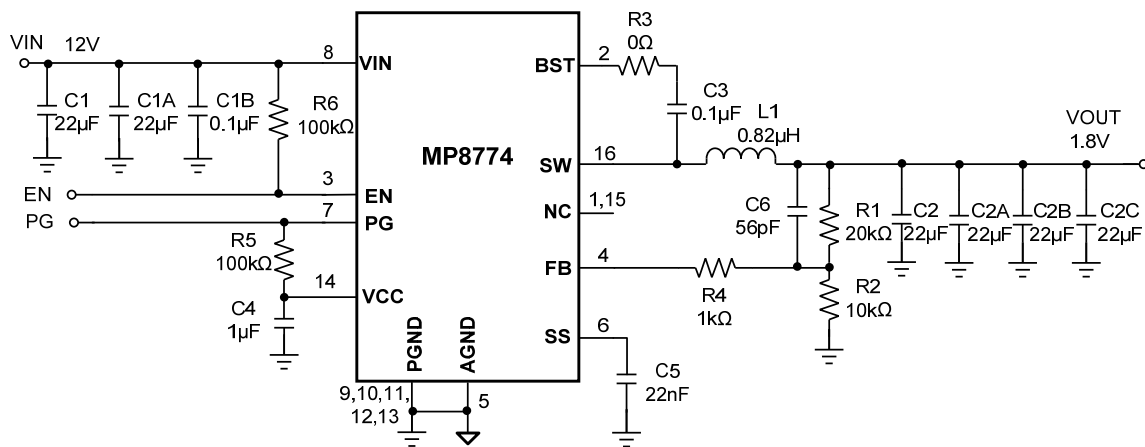 VIN 12V
C1
22µF
C1A
22µF
C1B
0.1µF
R6
100kΩ
EN
PG
R5
100kΩ
C4
1µF
8
3
7
14
VIN
EN
PG
VCC
MP8774
BST
SW
NC
FB
SS
PGND
AGND
9,10,11,
12,13
5
2
16
1,15
4
6
R3
0Ω
C3
0.1µF
L1
0.82µH
C6
56pF
R1
20kΩ
R4
1kΩ
R2
10kΩ
C5
22nF
C2
22µF
C2A
22µF
C2B
22µF
C2C
22µF
VOUT
1.8V